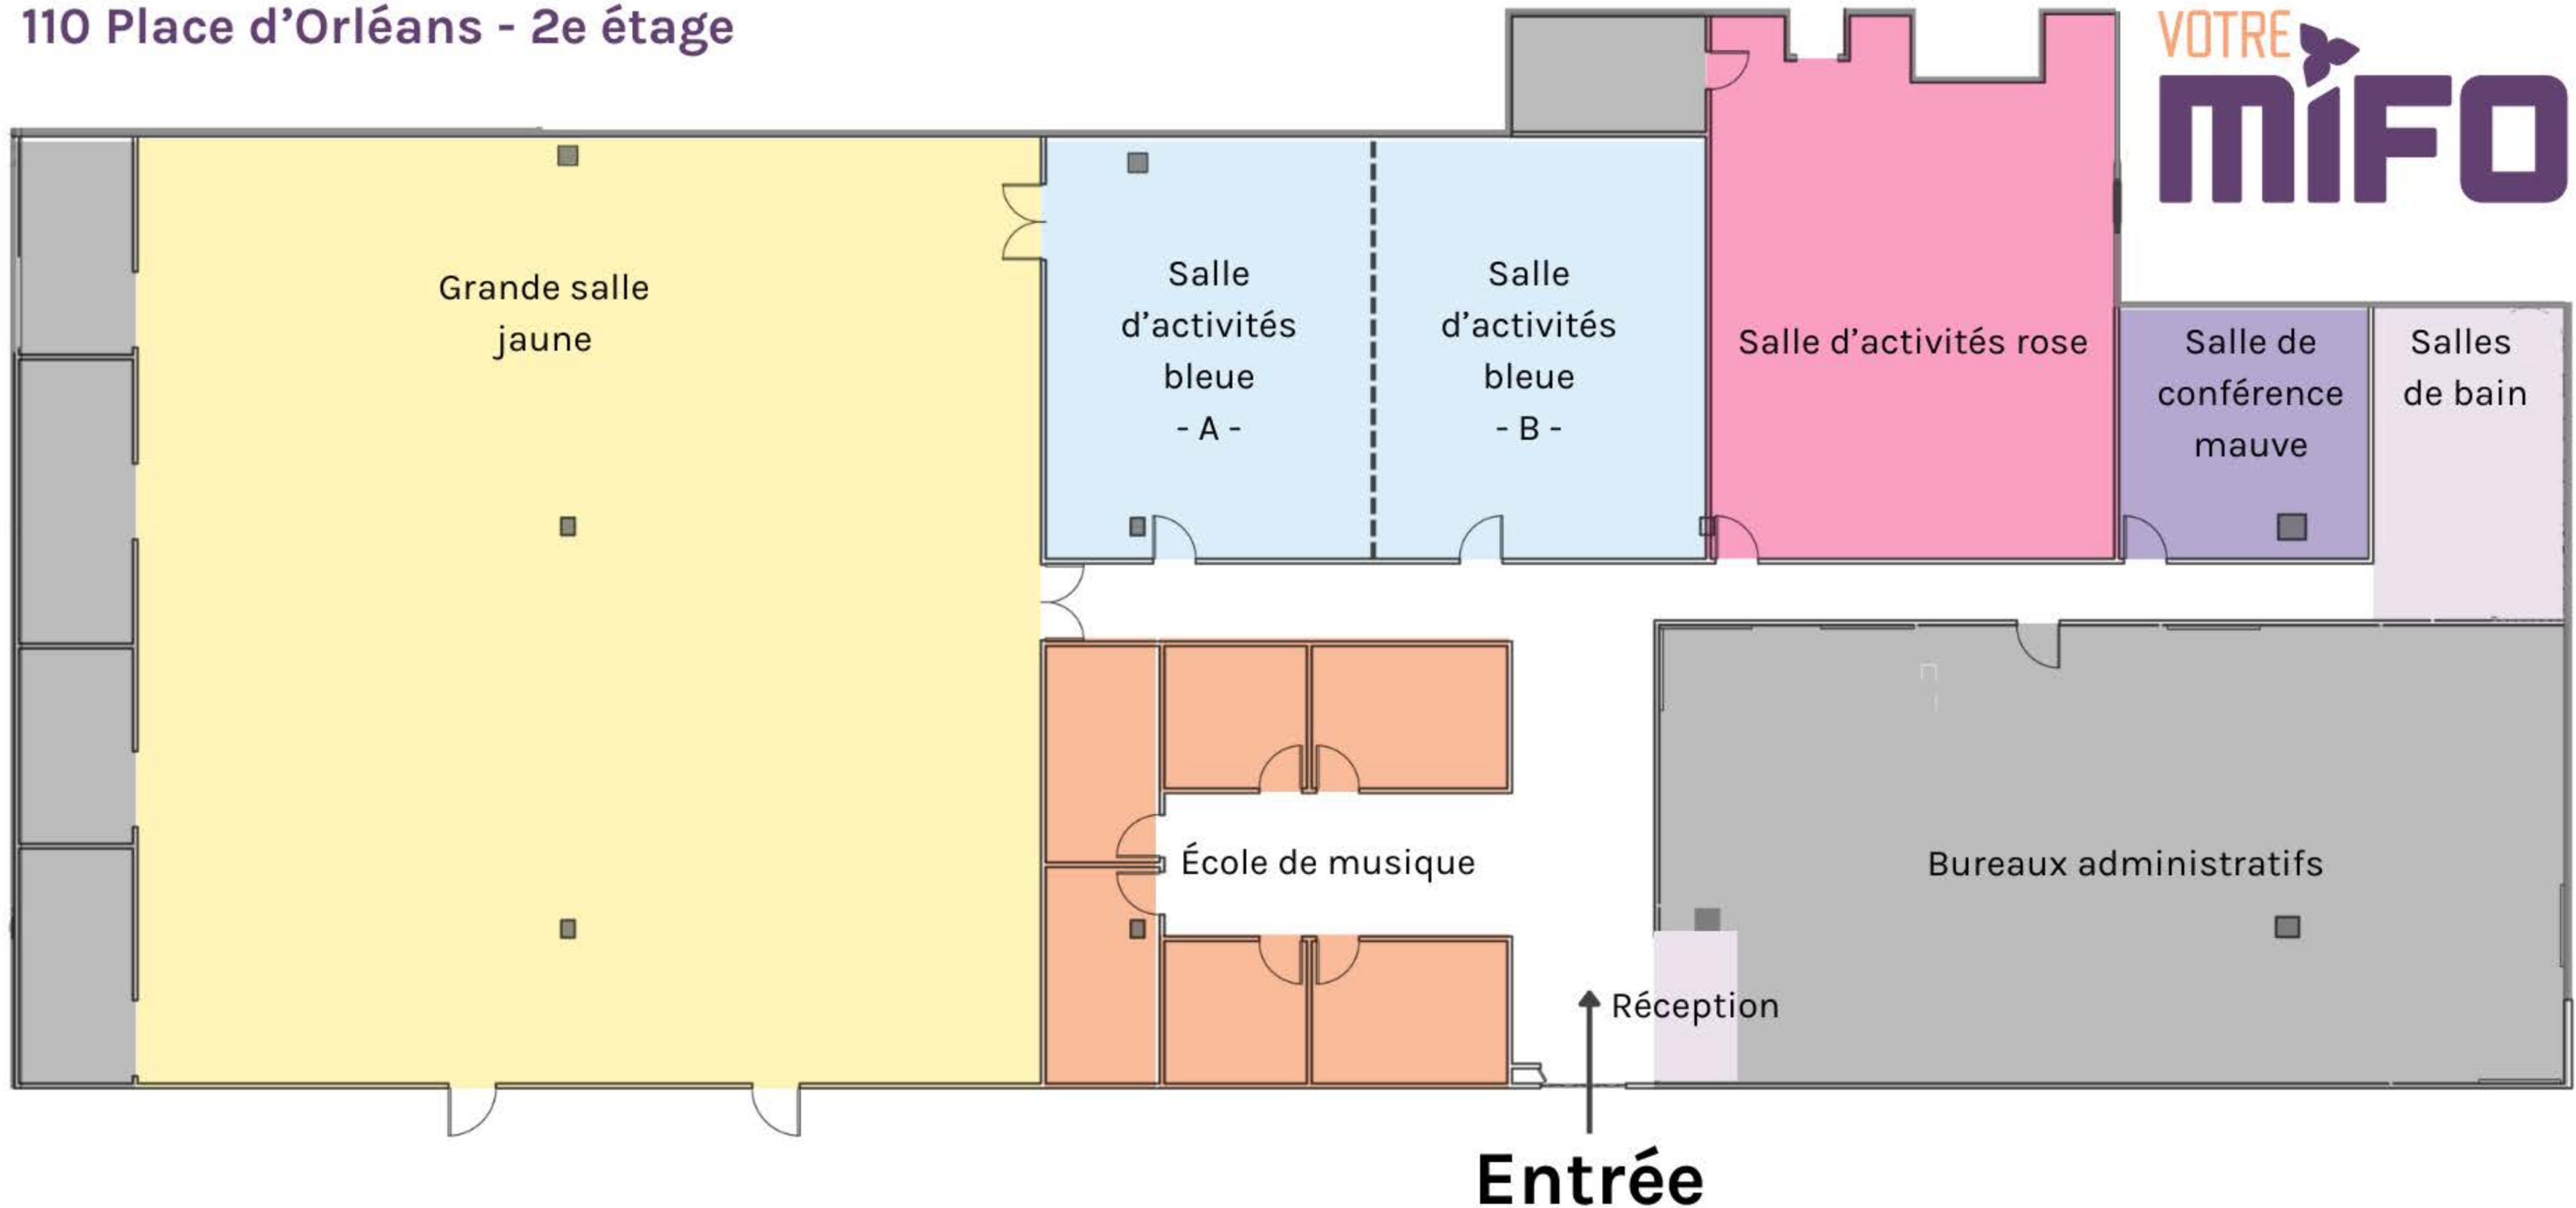 110 Place d’Orléans - 2e étage
VOTRE
MiFO
Grande salle
jaune
Salle
d’activités
bleue
- A -
Salle
d’activités
bleue
- B -
Salle d’activités rose
Salle de
conférence
mauve
Salles
de bain
École de musique
Bureaux administratifs
Réception
Entrée